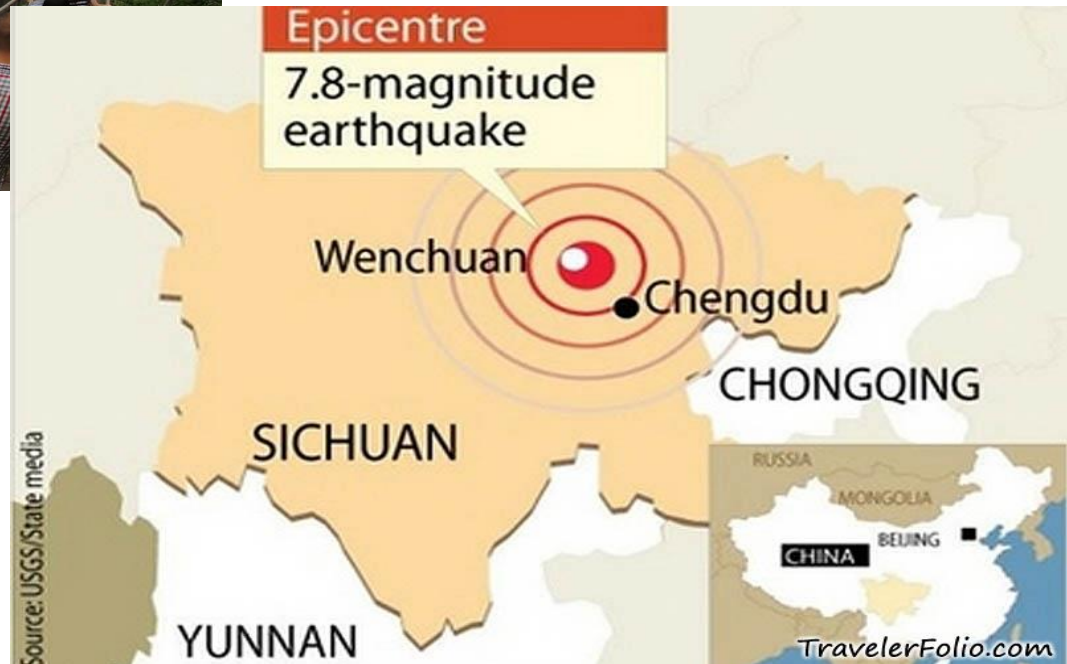 Epicentre
7.8-magnitude
earthquake
Wenchuan
Chengdu
CHONGQING
SICHUAN
YUNNAN
RUSSIA
MONGOLIA
BEIJING
CHINA
Source: USGS/State media
TravelerFolio.com